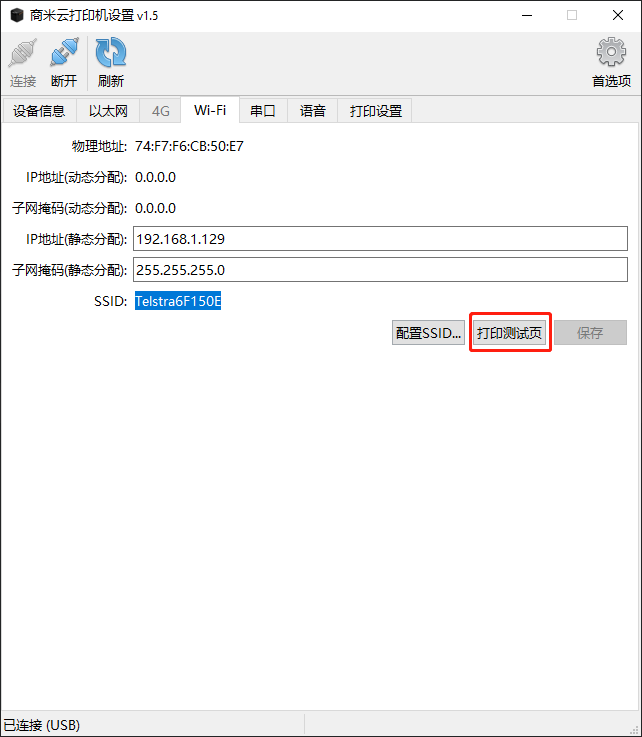 商米云打印机设置 v1.5
连接 断开 刷新 首选项
设备信息 以太网 4G Wi-Fi 串口 语音 打印设置
物理地址: 74:F7:F6:CB:50:E7
IP地址(动态分配): 0.0.0.0
子网掩码(动态分配): 0.0.0.0
IP地址(静态分配): 192.168.1.129
子网掩码(静态分配): 255.255.255.0
SSID: Telstra6F150E
配置SSID... 打印测试页 保存
已连接 (USB)